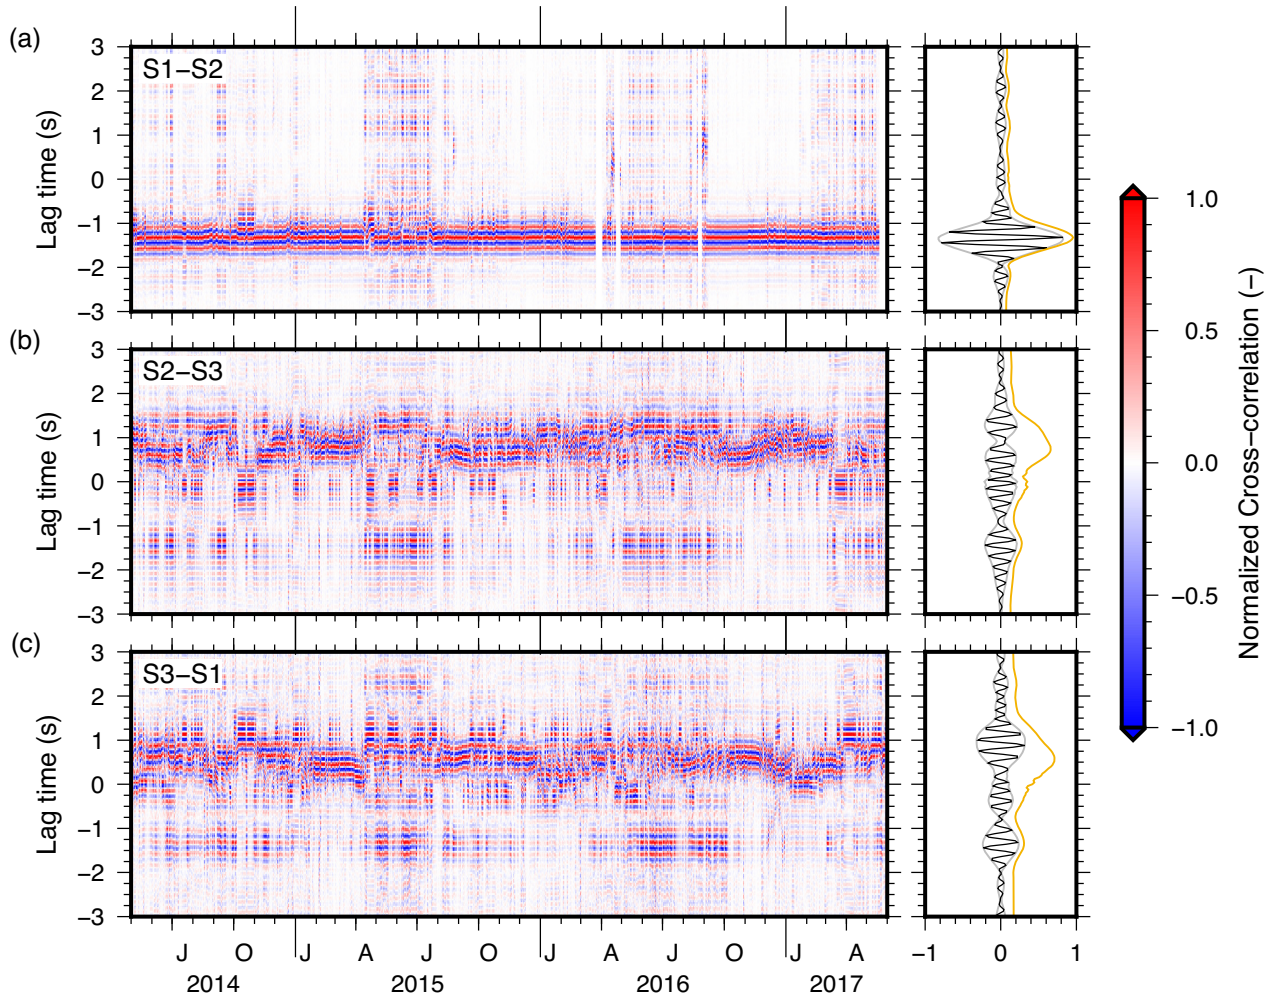 (a)
S1−S2
3
2
1
0
−1
−2
−3
Lag time (s)
(b)
S2−S3
3
2
1
0
−1
−2
−3
Lag time (s)
(c)
S3−S1
3
2
1
0
−1
−2
−3
Lag time (s)
J O J A J O J A J O J A
2014 2015 2016 2017
−1 0 1
1.0
0.5
0.0
−0.5
−1.0
Normalized Cross−correlation (−)